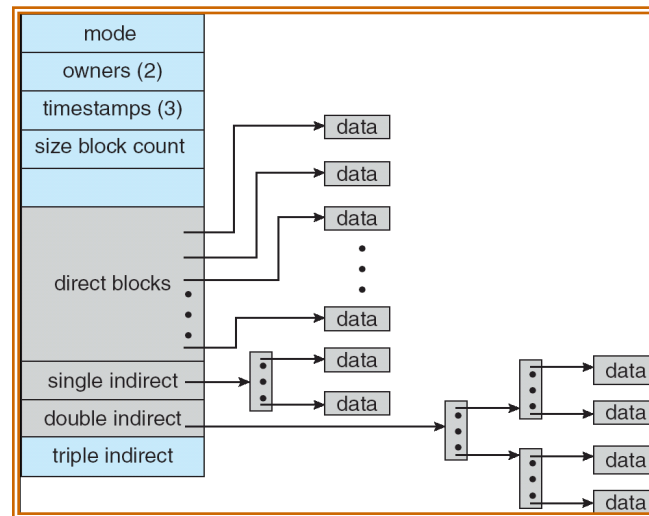 mode
owners (2)
timestamps (3)
size block count
direct blocks
single indirect
double indirect
triple indirect
data
data
data
data
data
data
data
data
data
data